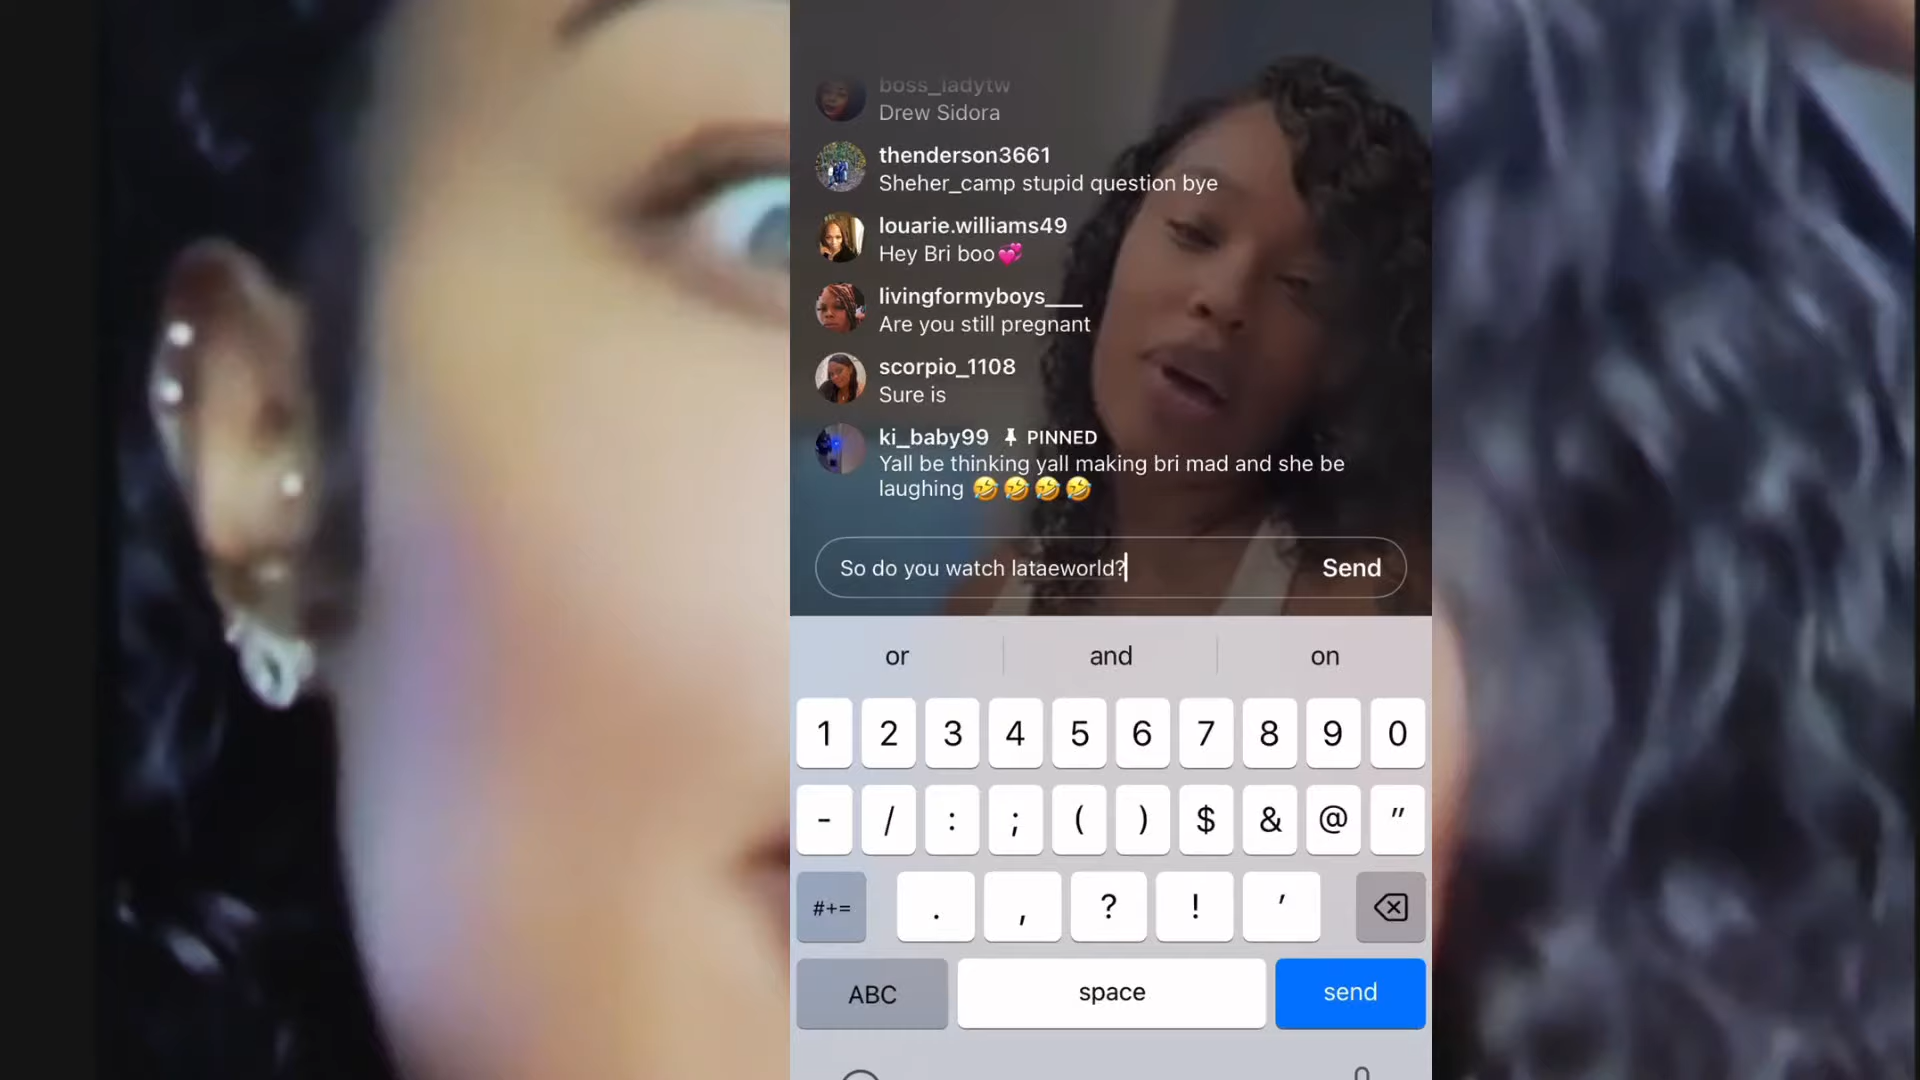 boss_ladytw
Drew Sidora
thenderson3661
Sheher_camp stupid question bye
louarie.williams49
Hey Bri boo💞
livingformyboys___
Are you still pregnant
scorpio_1108
Sure is
ki_baby99 PINNED
Yall be thinking yall making bri mad and she be
laughing 🤣🤣🤣🤣
So do you watch lataeworld? Send
or and on
1 2 3 4 5 6 7 8 9 0
- / : ; ( ) $ & @ "
#+= . , ? ! '
ABC space send